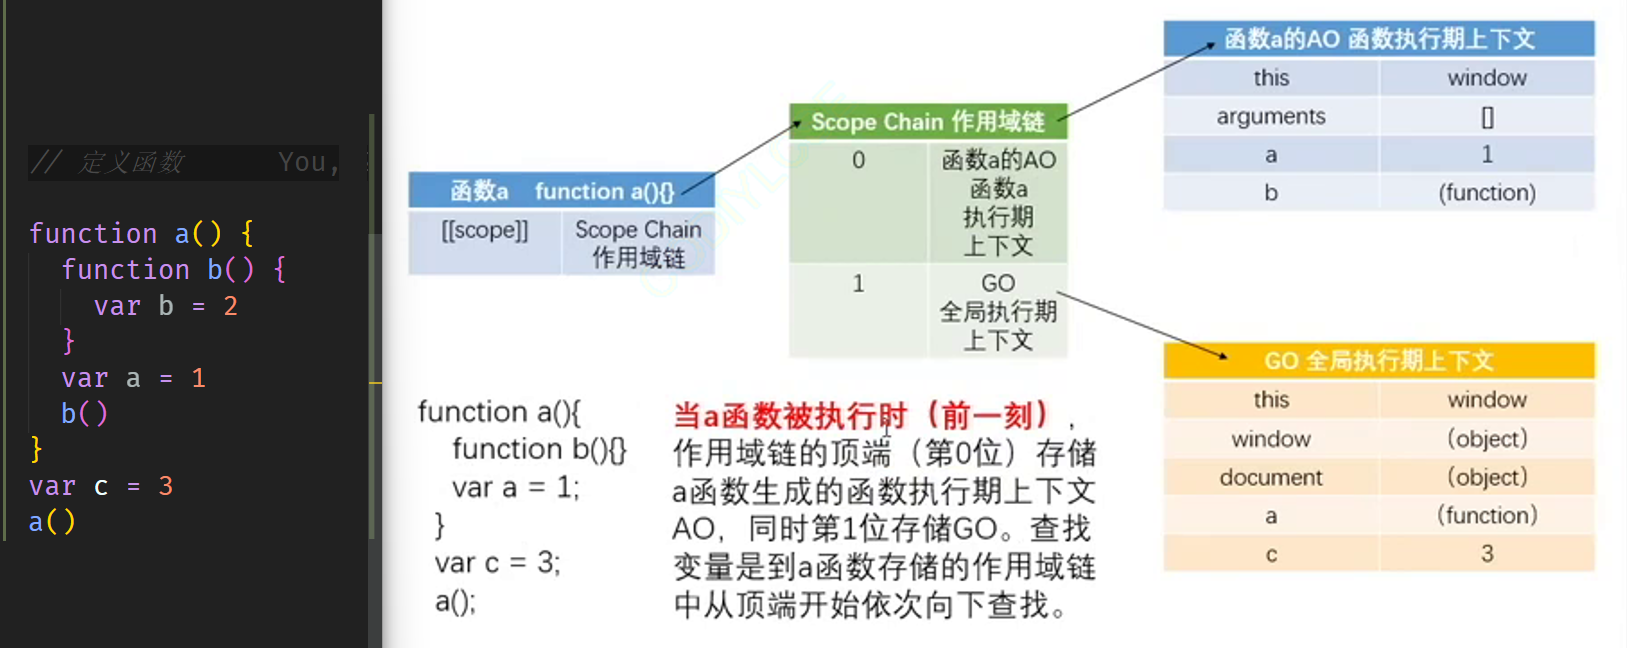 // 定义函数 You,
function a() {
function b() {
var b = 2
}
var a = 1
b()
}
var c = 3
a()
函数a function a(){}
[[scope]] Scope Chain
作用域链
Scope Chain 作用域链
0 函数a的AO
函数a
执行期
上下文
1 GO
全局执行期
上下文
函数a的AO 函数执行期上下文
this window
arguments []
a 1
b (function)
GO 全局执行期上下文
this window
window （object）
document （object）
a （function）
c 3
function a(){
function b(){}
var a = 1;
}
var c = 3;
a();
当a函数被执行时（前一刻），
作用域链的顶端（第0位）存储
a函数生成的函数执行期上下文
AO，同时第1位存储GO。查找
变量是到a函数存储的作用域链
中从顶端开始依次向下查找。